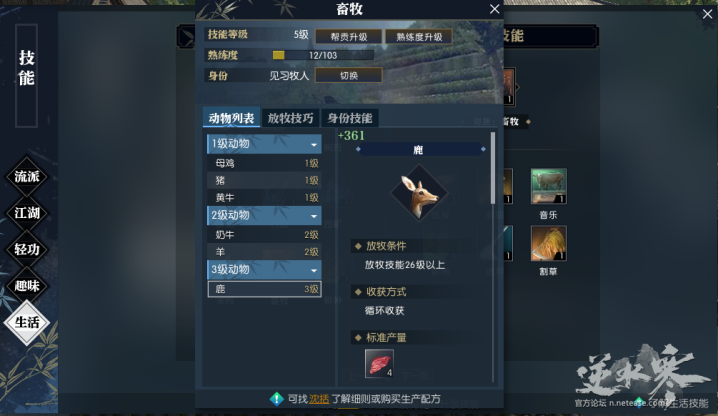 畜牧
技能
技能等级 5级 帮贡升级 熟练度升级
熟练度 12/103
身份 见习牧人 切换
动物列表 放牧技巧 身份技能
1级动物
母鸡 1级
猪 1级
黄牛 1级
2级动物
奶牛 2级
羊 2级
3级动物
鹿 3级
+361
鹿
放牧条件
放牧技能26级以上
收获方式
循环收获
标准产量
4
可找 沈括 了解细则或购买生产配方
流派
江湖
轻功
趣味
生活
技能
1
畜牧
1
1
音乐
1
1
割草
逆水寒
官方论坛 n.netease.com 生活技能